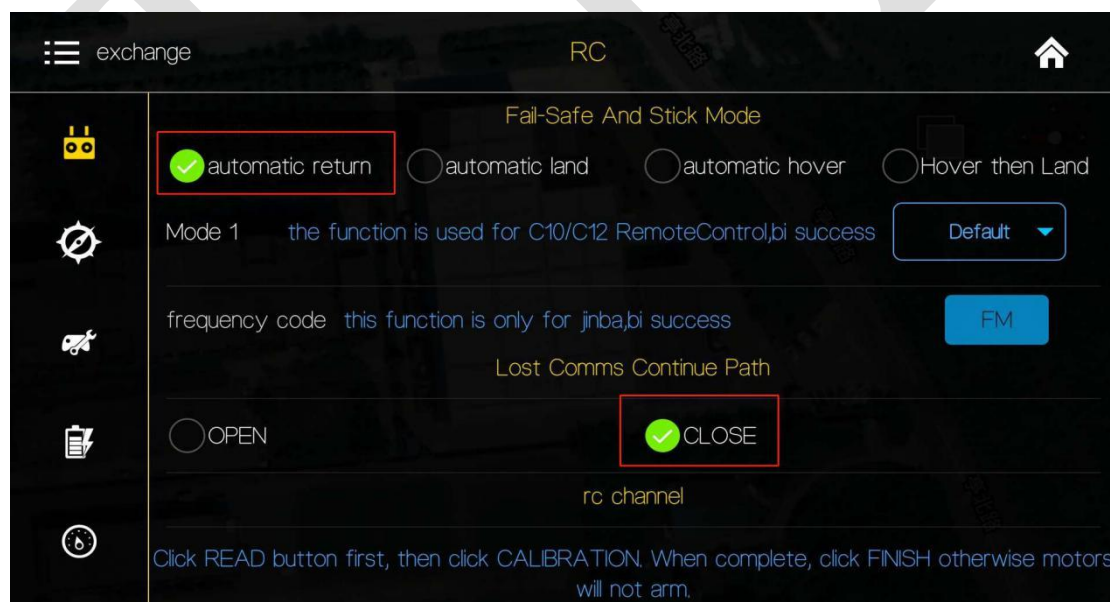 exchange
RC
Fail-Safe And Stick Mode
automatic return
automatic land
automatic hover
Hover then Land
Mode 1
the function is used for C10/C12 RemoteControl,bi success
Default
frequency code
this function is only for jinba,bi success
FM
Lost Comms Continue Path
OPEN
CLOSE
rc channel
Click READ button first, then click CALIBRATION. When complete, click FINISH otherwise motors
will not arm.